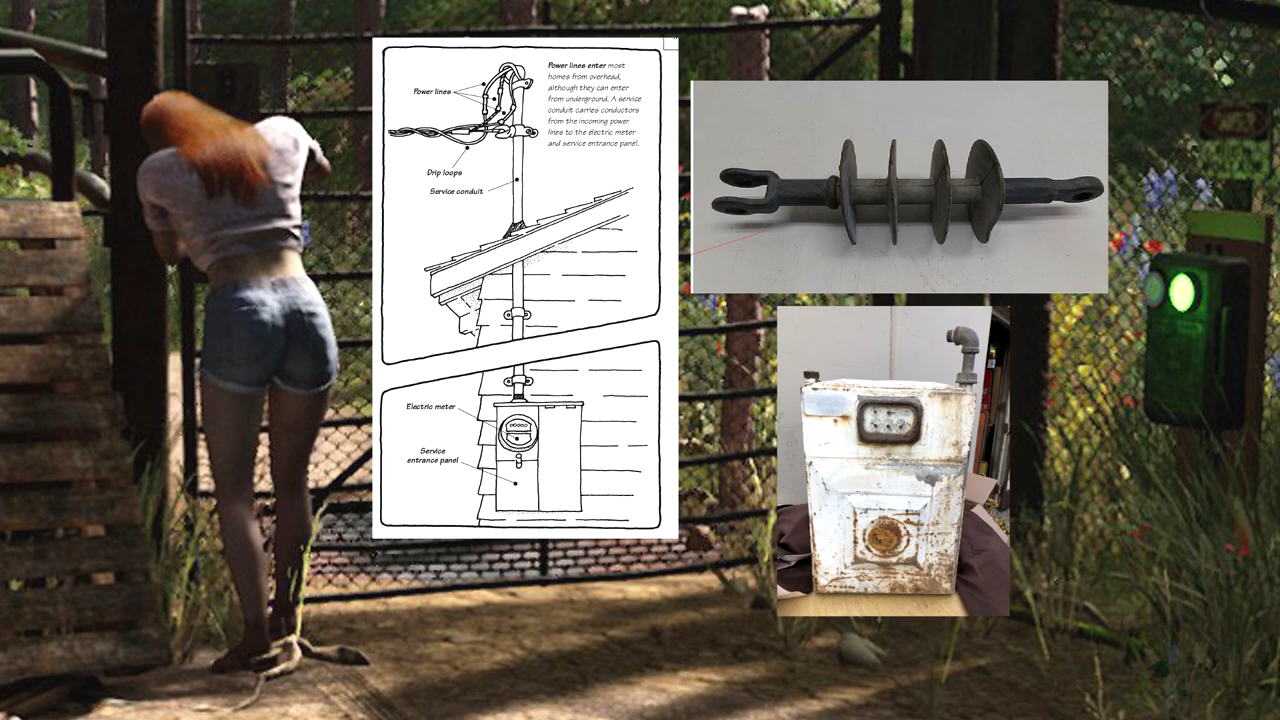 Power lines enter most
homes from overhead,
although they can enter
from underground. A service
conduit carries conductors
from the incoming power
lines to the electric meter
and service entrance panel.
Power lines
Drip loops
Service conduit
Electric meter
Service
entrance panel